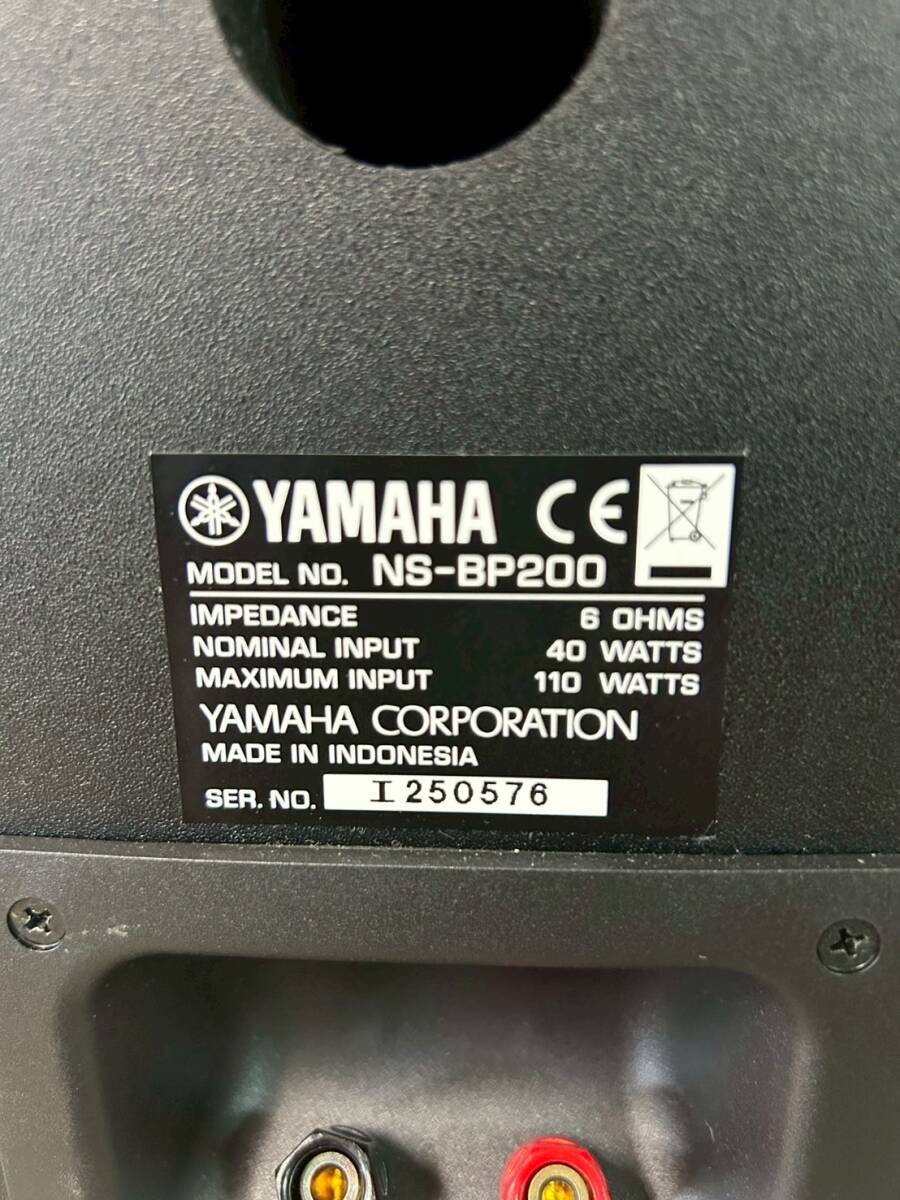 YAMAHA CE
MODEL NO. NS-BP200
IMPEDANCE 6 OHMS
NOMINAL INPUT 40 WATTS
MAXIMUM INPUT 110 WATTS
YAMAHA CORPORATION
MADE IN INDONESIA
SER. NO. I250576